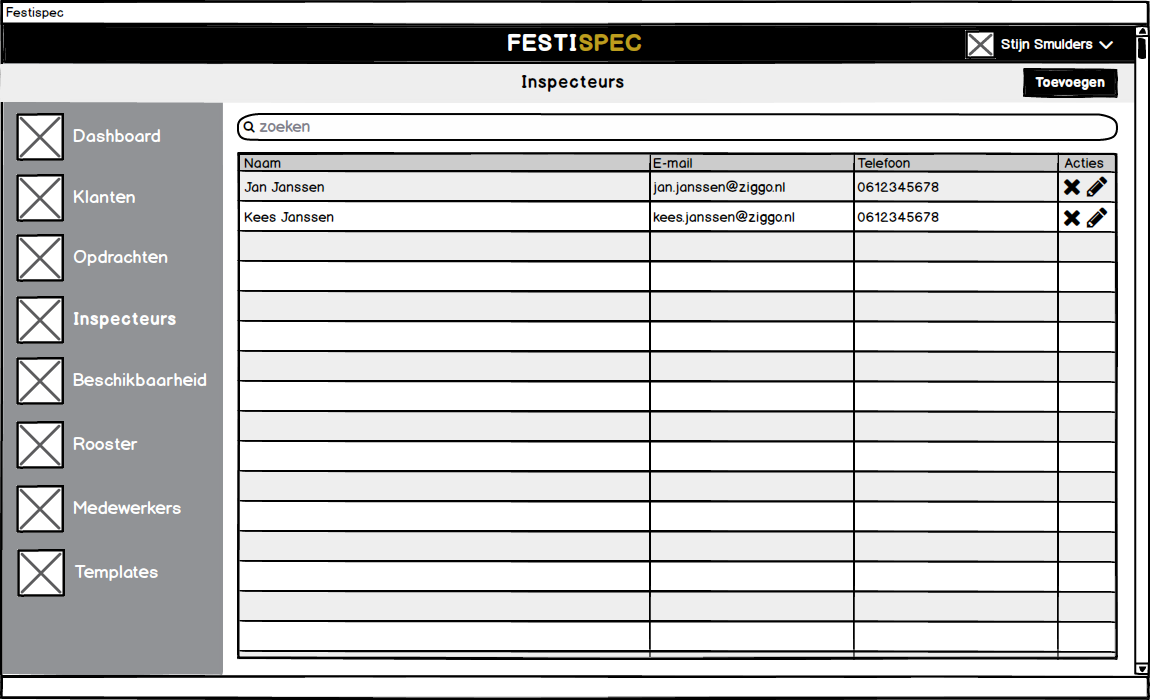 Festispec
FESTISPEC
Stijn Smulders
Inspecteurs
Toevoegen
Dashboard
Klanten
Opdrachten
Inspecteurs
Beschikbaarheid
Rooster
Medewerkers
Templates
zoeken
Naam E-mail Telefoon Acties
Jan Janssen jan.janssen@ziggo.nl 0612345678
Kees Janssen kees.janssen@ziggo.nl 0612345678